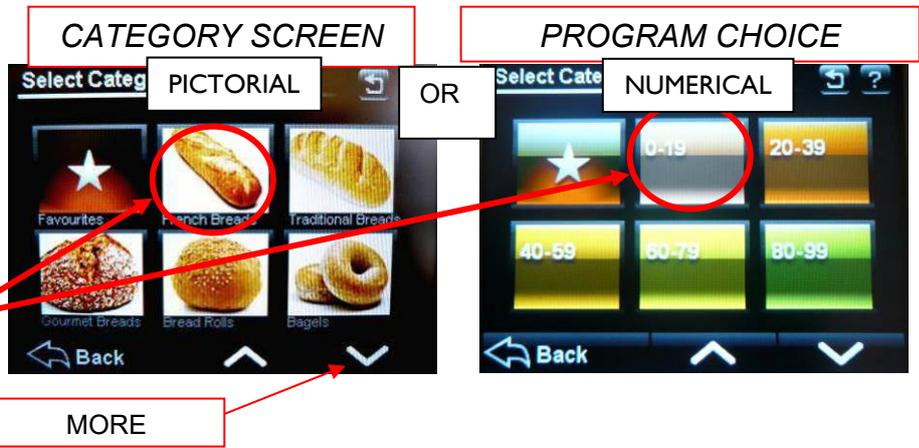 CATEGORY SCREEN
PROGRAM CHOICE
Select Categ
PICTORIAL
OR
Select Cate
NUMERICAL
?
Favourites
French Breads
Traditional Breads
0-19
20-39
Gourmet Breads
Bread Rolls
Bagels
40-59
60-79
80-99
Back
Back
MORE